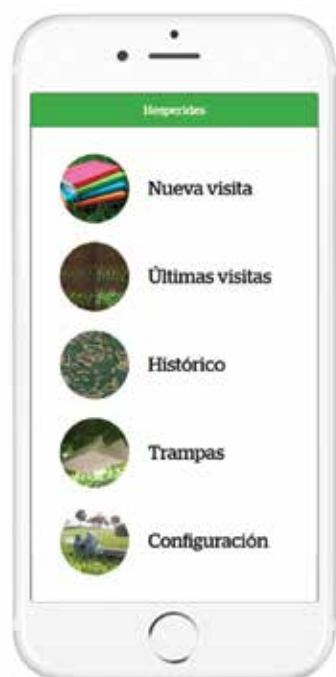 Hesperides
Nueva visita
Últimas visitas
Histórico
Trampas
Configuración